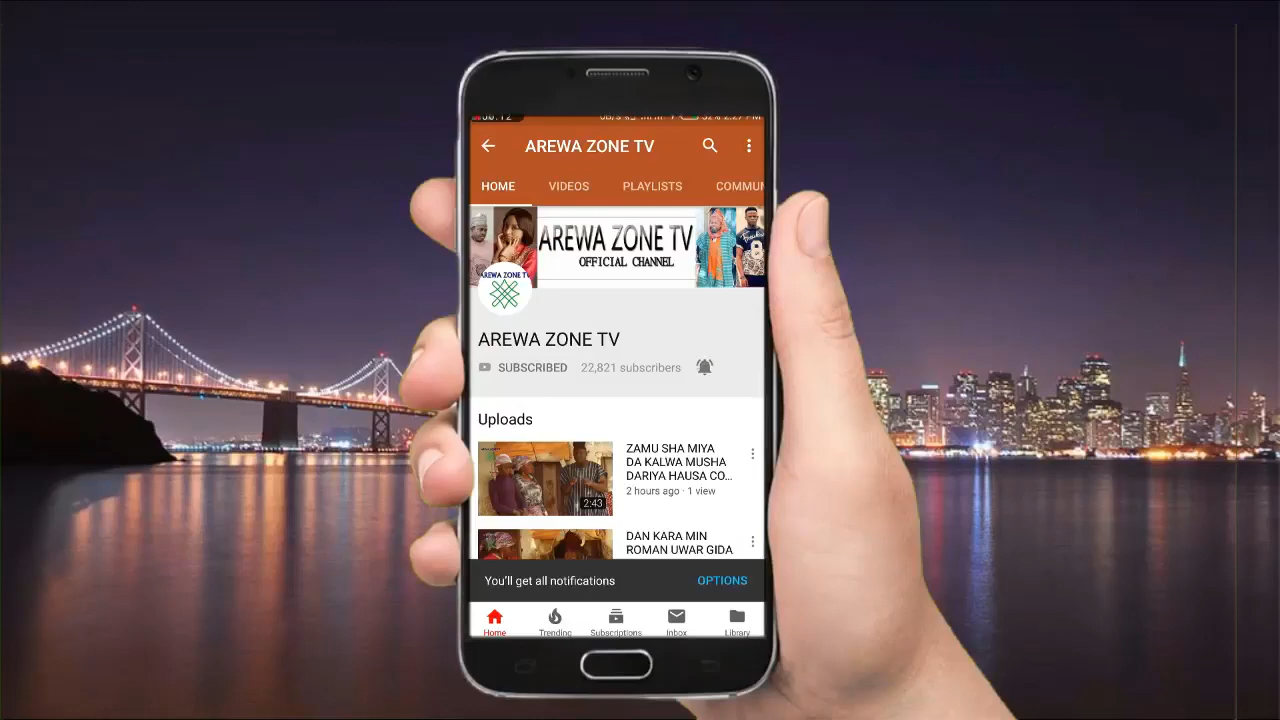 AREWA ZONE TV
HOME VIDEOS PLAYLISTS COMMUN
AREWA ZONE TV
OFFICIAL CHANNEL
AREWA ZONE TV
AREWA ZONE TV
SUBSCRIBED 22,821 subscribers
Uploads
ZAMU SHA MIYA
DA KALWA MUSHA
DARIYA HAUSA CO...
2 hours ago · 1 view
2:43
DAN KARA MIN
ROMAN UWAR GIDA
You'll get all notifications OPTIONS
Home Trending Subscriptions Inbox Library